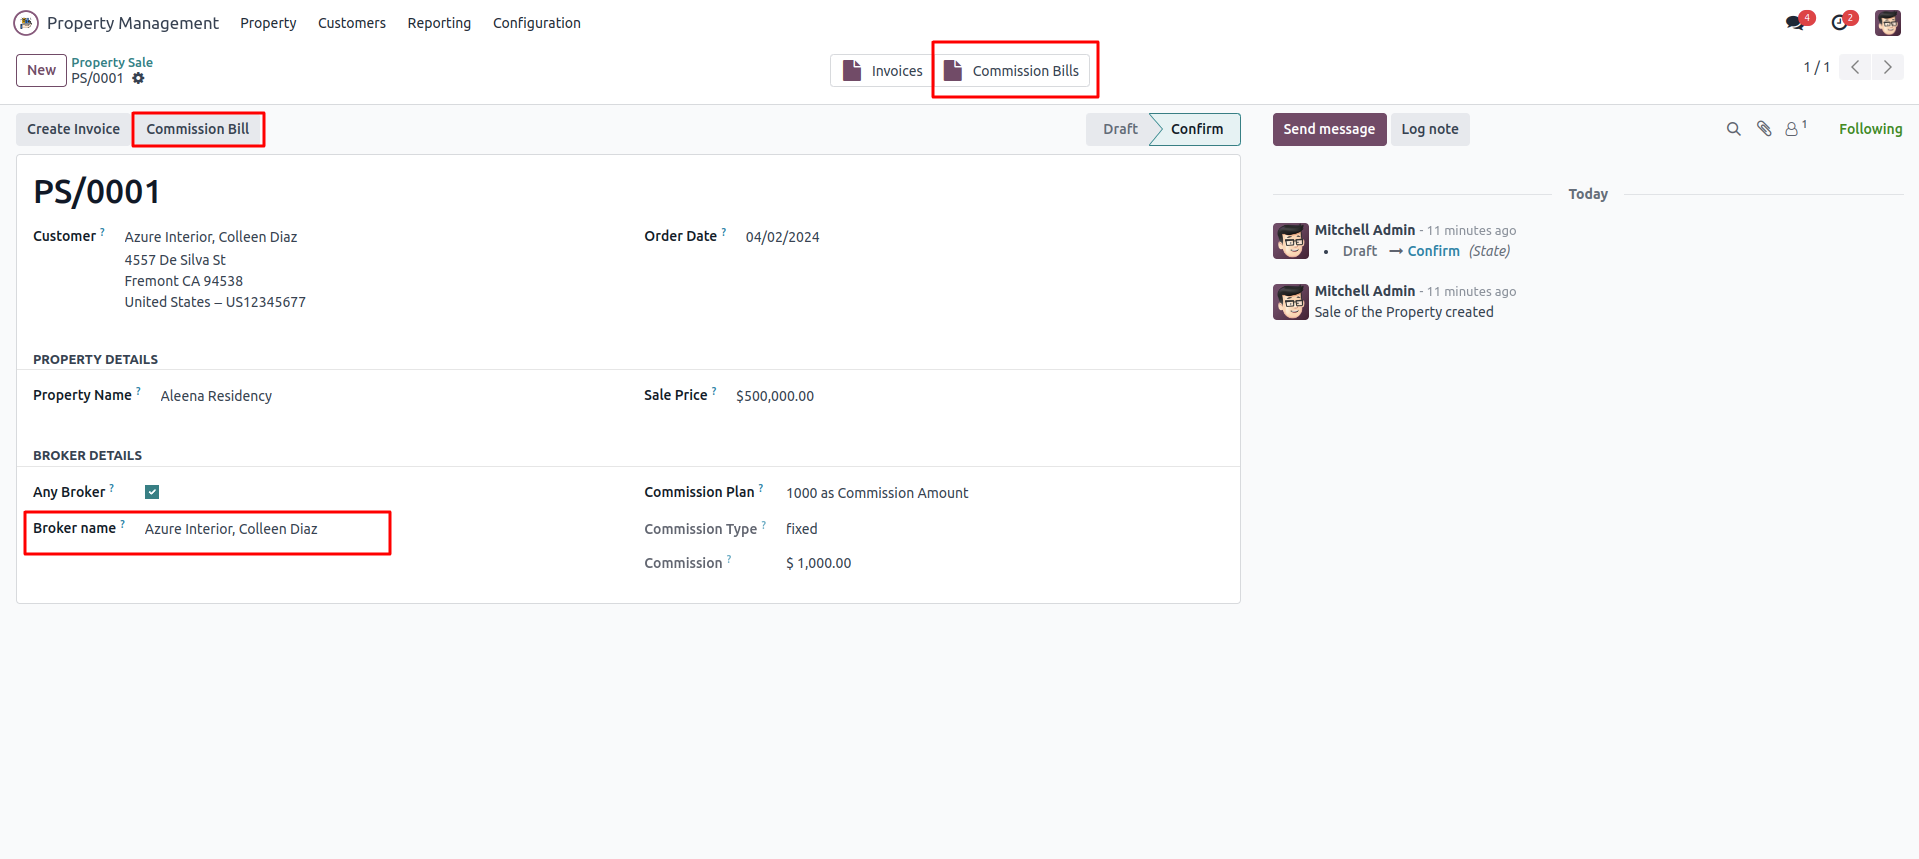 Property Management Property Customers Reporting Configuration 4 2
New Property Sale Invoices Commission Bills 1 / 1
PS/0001
Create Invoice Commission Bill Draft Confirm Send message Log note 1 Following
PS/0001
Customer ? Azure Interior, Colleen Diaz
4557 De Silva St
Fremont CA 94538
United States – US12345677
Order Date ? 04/02/2024
PROPERTY DETAILS
Property Name ? Aleena Residency
Sale Price ? $500,000.00
BROKER DETAILS
Any Broker ?
Broker name ? Azure Interior, Colleen Diaz
Commission Plan ? 1000 as Commission Amount
Commission Type ? fixed
Commission ? $ 1,000.00
Today
Mitchell Admin - 11 minutes ago
• Draft → Confirm (State)
Mitchell Admin - 11 minutes ago
Sale of the Property created